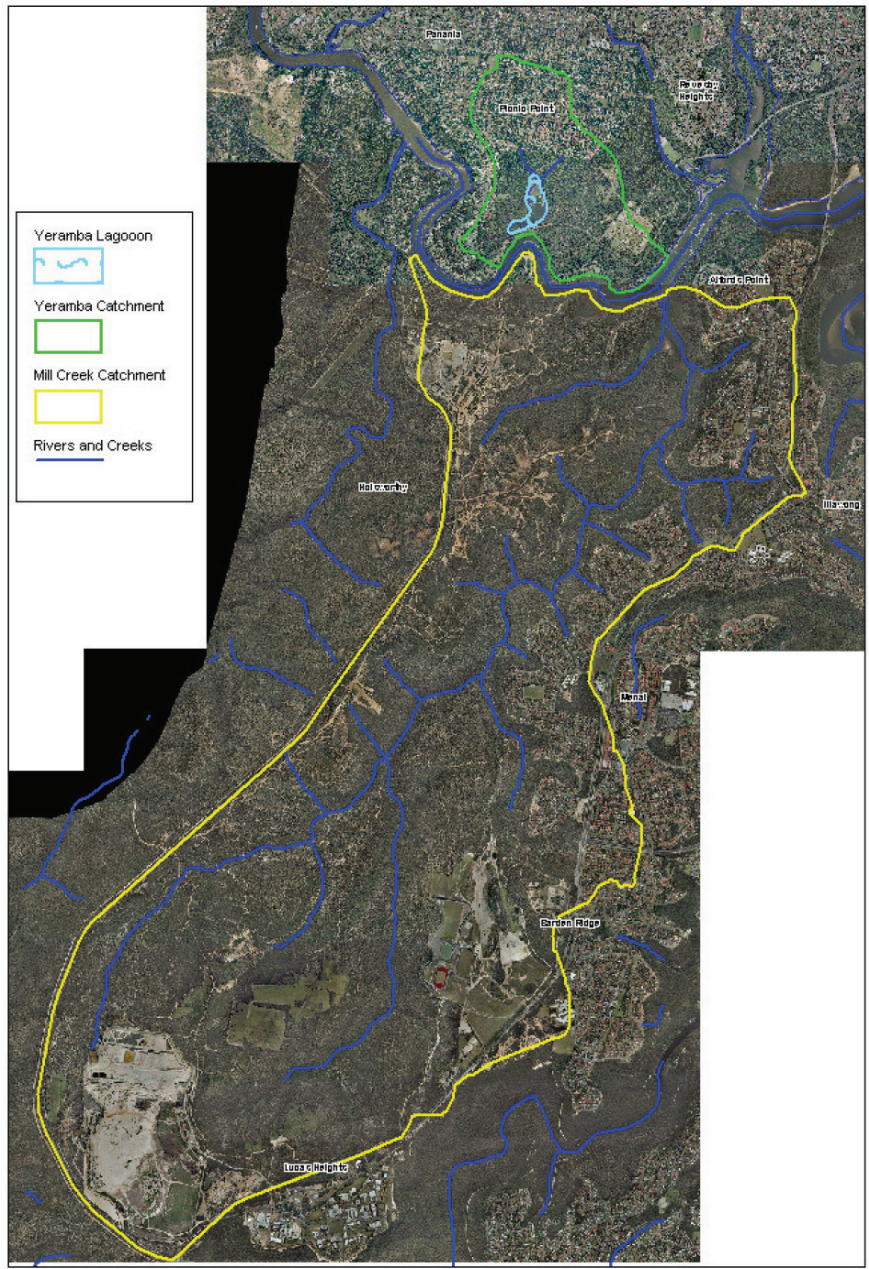 Panania
Revesby
Heights
Picnic Point
Yeramba Lagooon
Yeramba Catchment
Mill Creek Catchment
Rivers and Creeks
Alfords Point
Holsworthy
Illawong
Menai
Barden Ridge
Lucas Heights